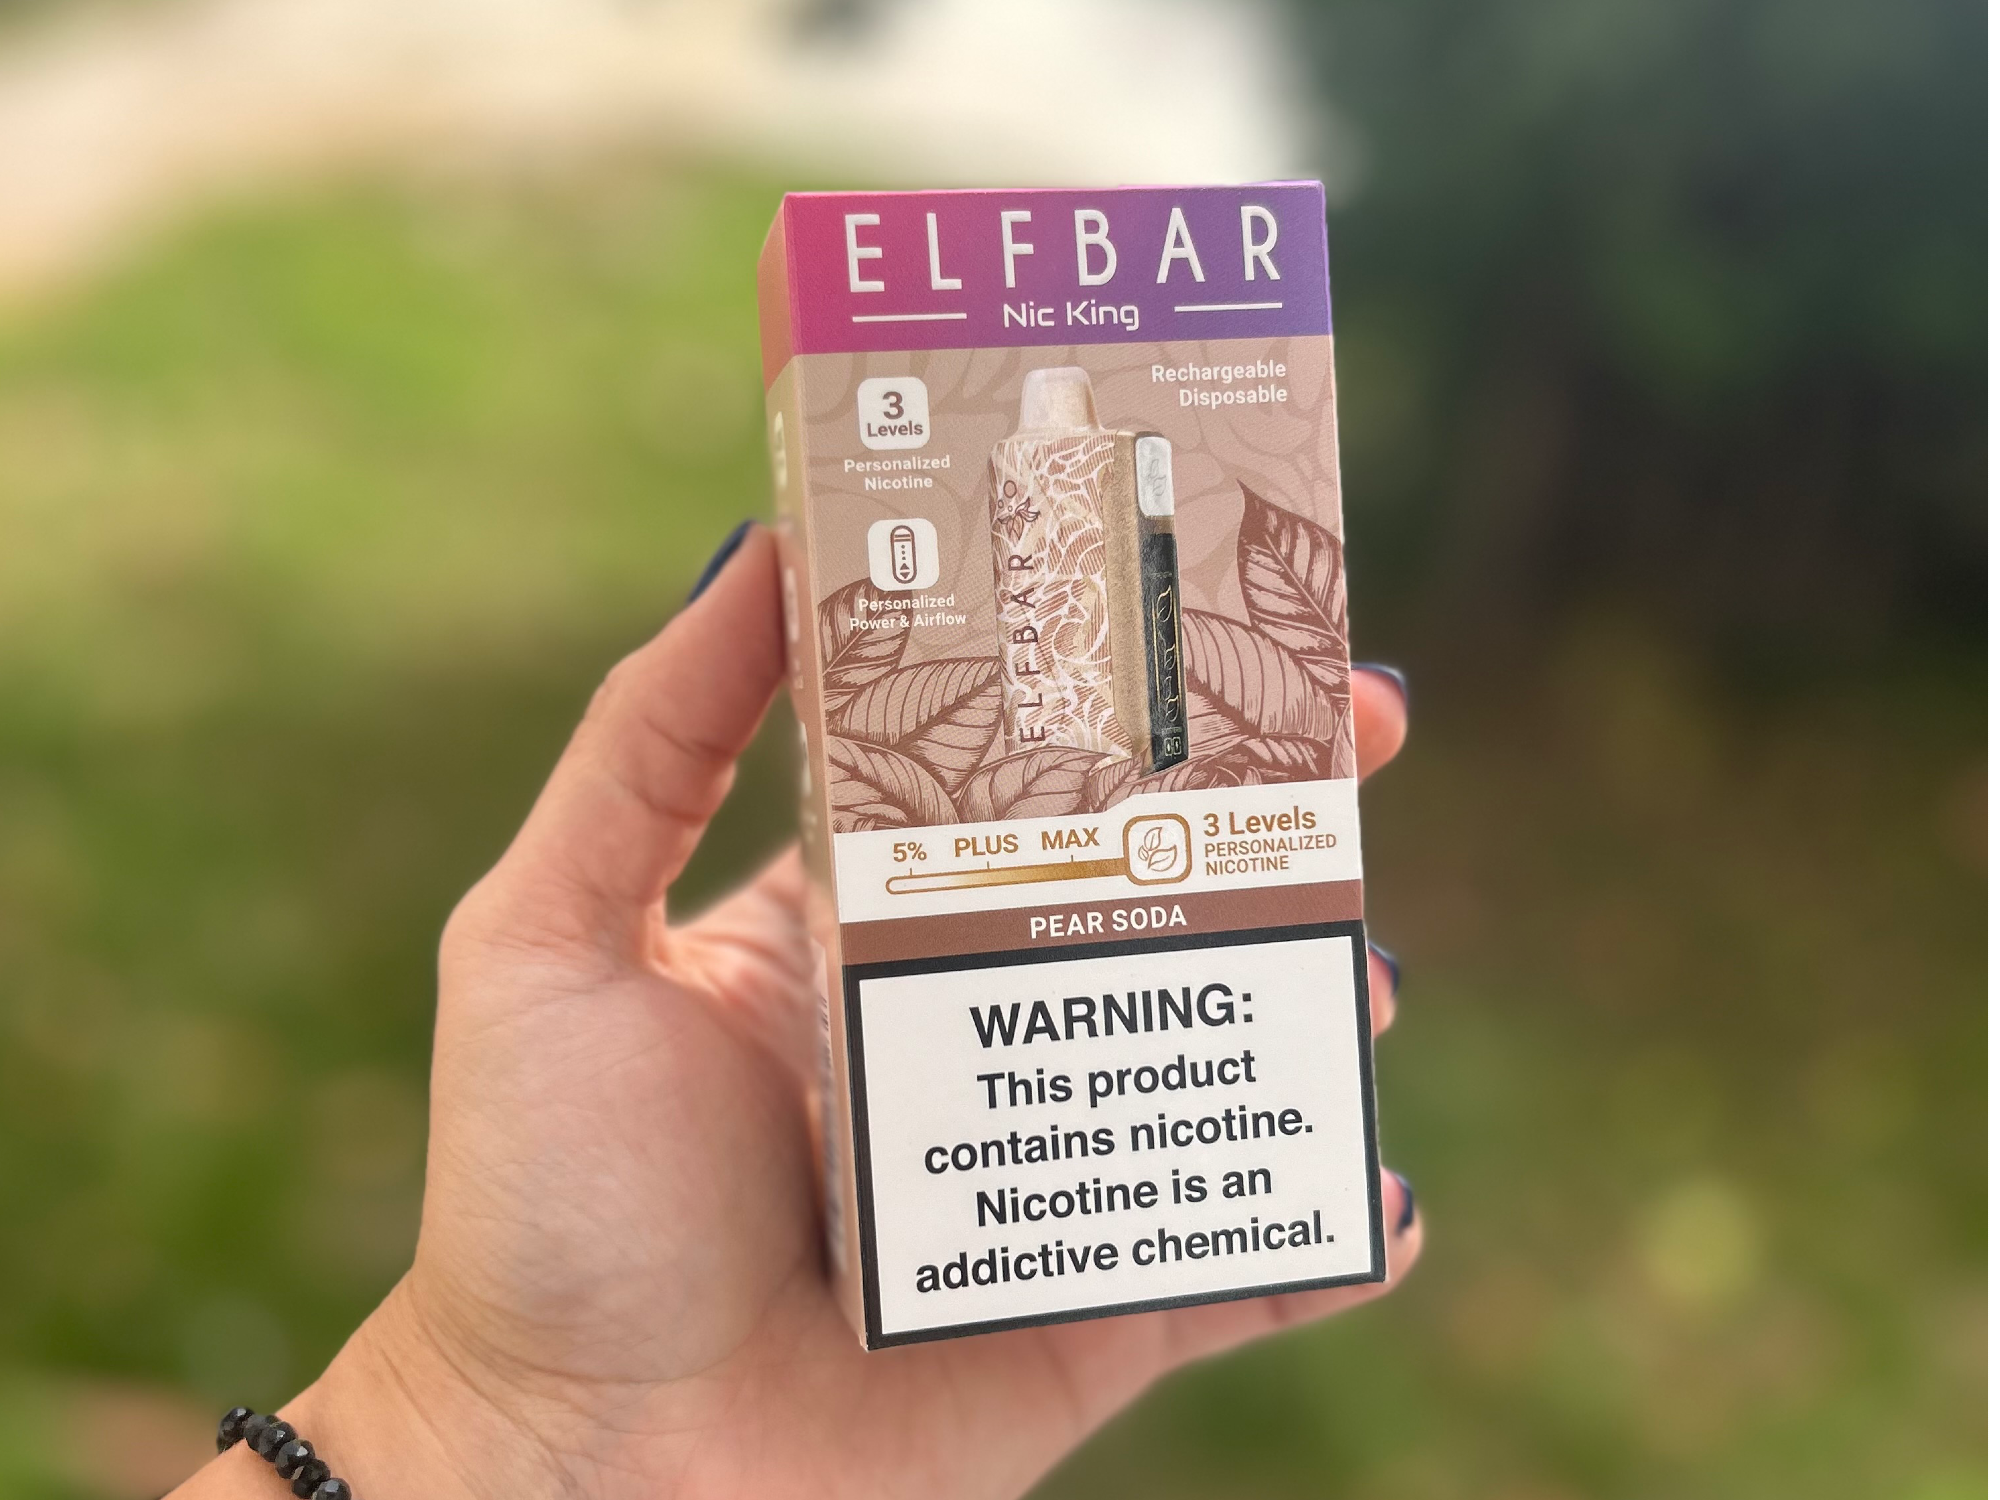 ELFBAR
Nic King
Rechargeable
Disposable
3
Levels
Personalized
Nicotine
Personalized
Power & Airflow
ELFBAR
5% PLUS MAX
3 Levels
PERSONALIZED
NICOTINE
PEAR SODA
WARNING:
This product
contains nicotine.
Nicotine is an
addictive chemical.